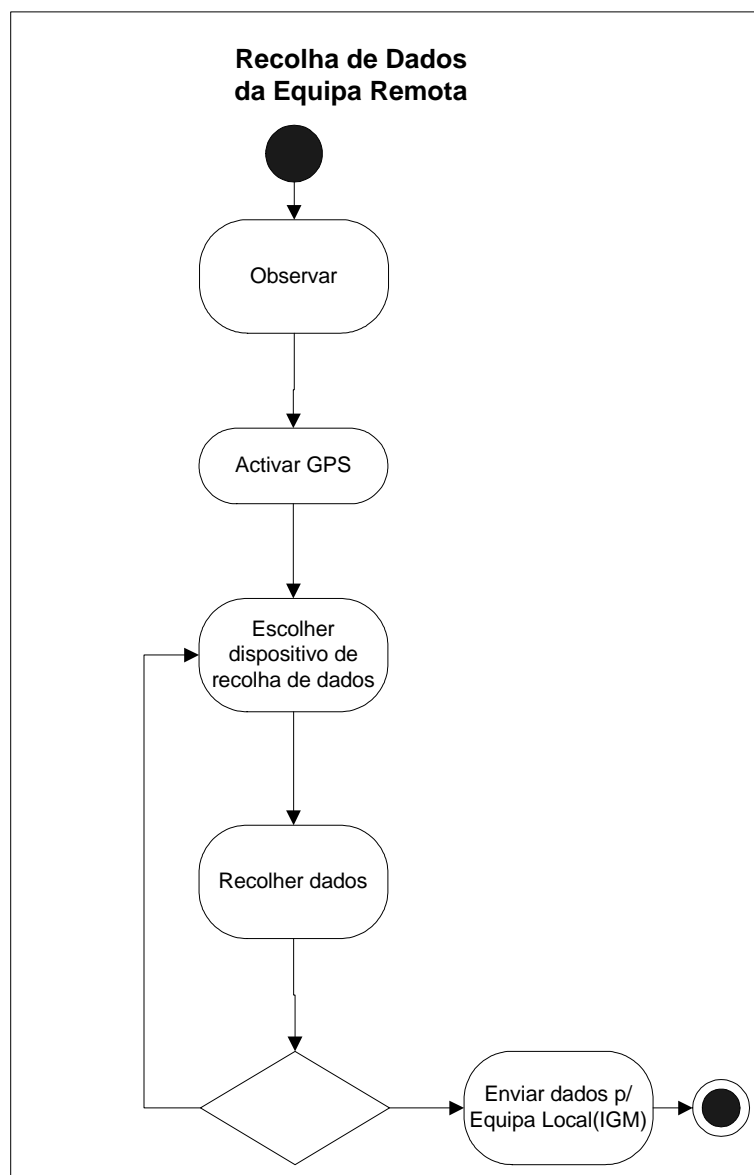 Recolha de Dados
da Equipa Remota
Observar
Activar GPS
Escolher
dispositivo de
recolha de dados
Recolher dados
Enviar dados p/
Equipa Local(IGM)